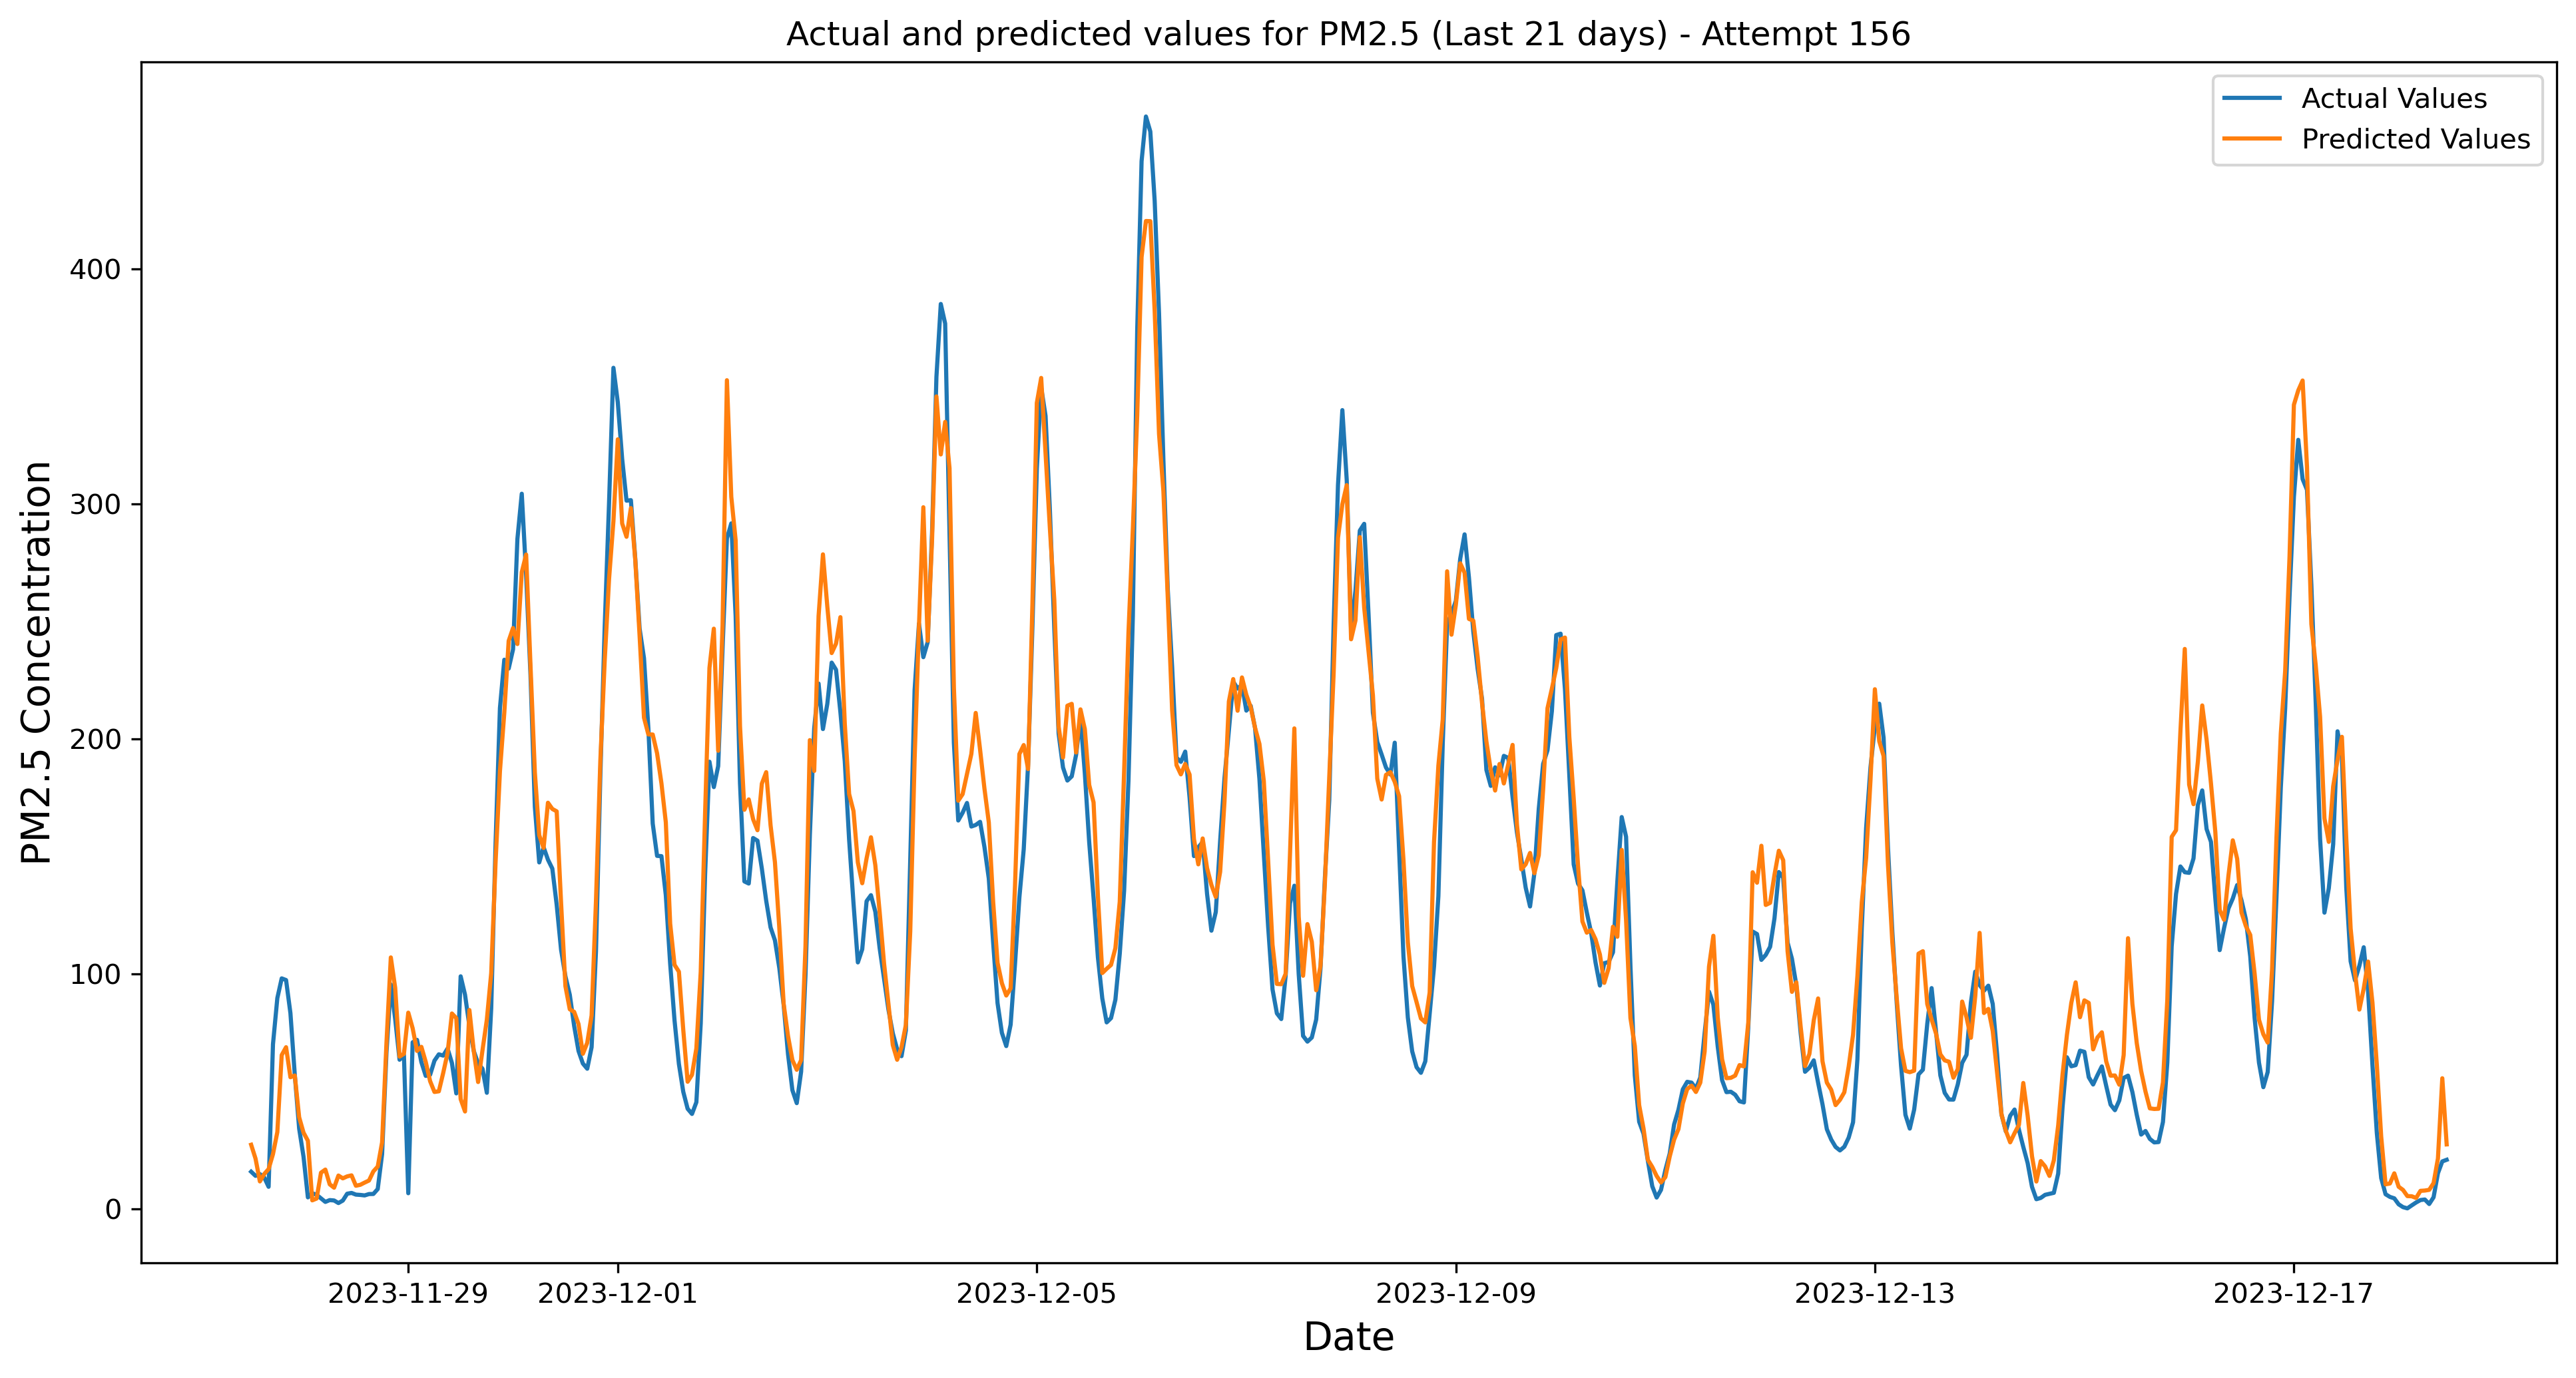 Actual and predicted values for PM2.5 (Last 21 days) - Attempt 156
Actual Values
Predicted Values
PM2.5 Concentration
400
300
200
100
0
2023-11-29 2023-12-01 2023-12-05 2023-12-09 2023-12-13 2023-12-17
Date